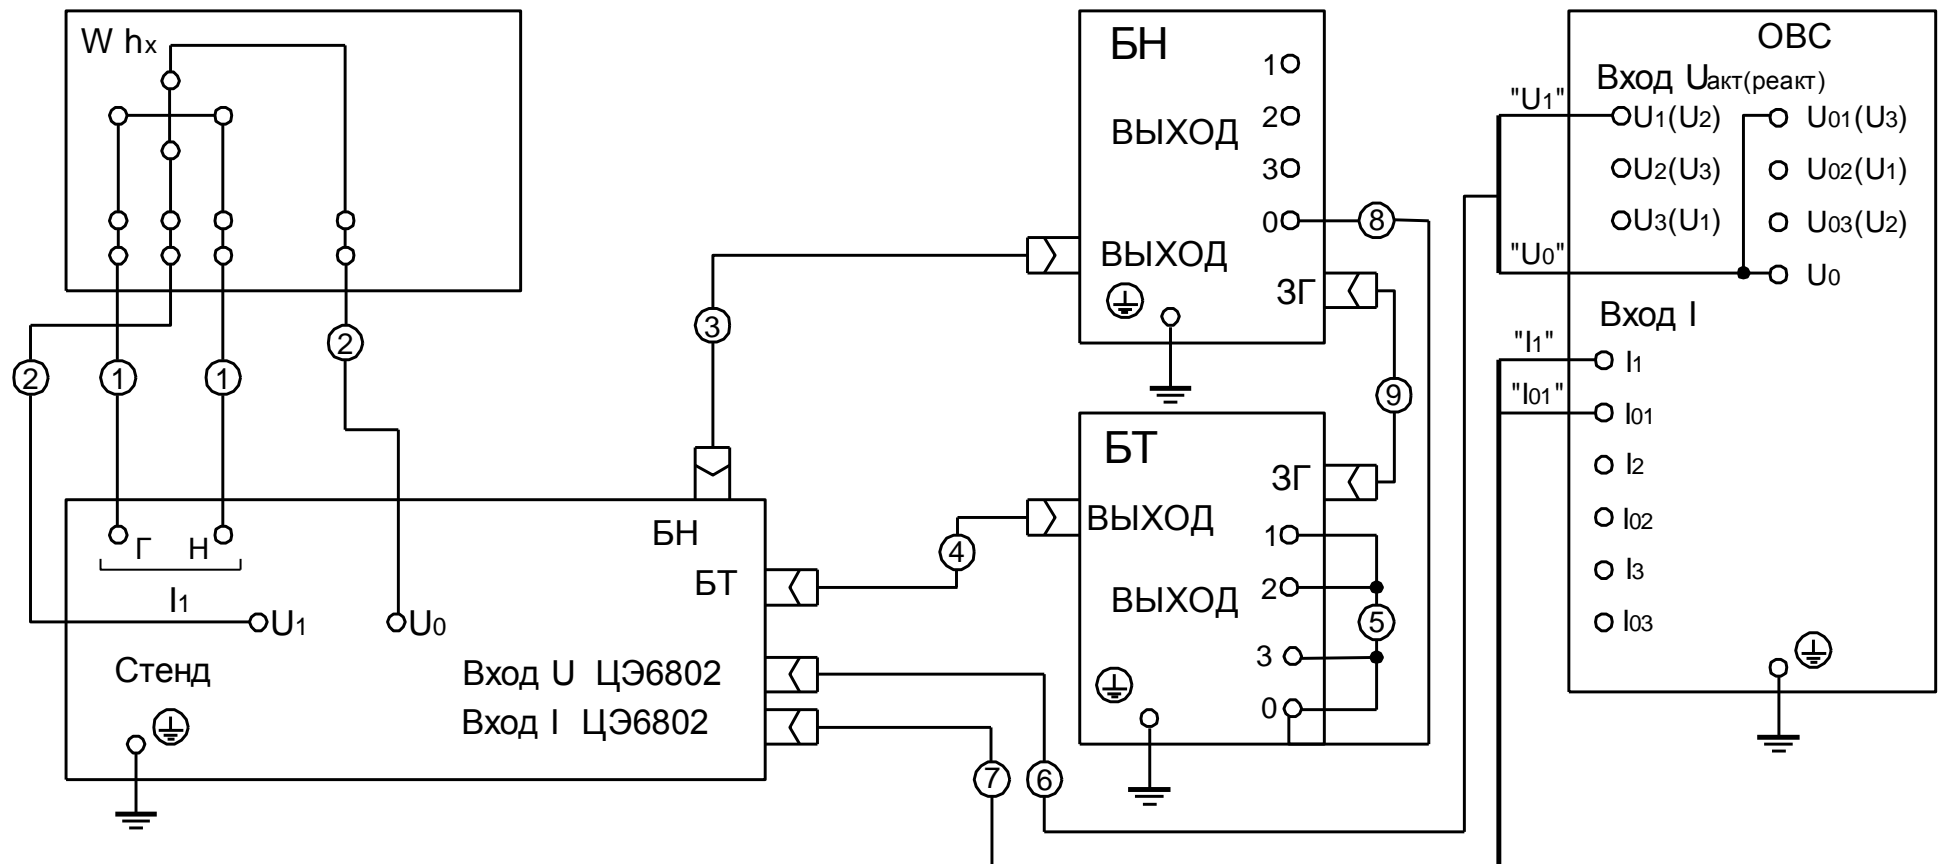 W hx
2
1
1
2
3
Г Н
I1
U1
U0
БН
БТ
Стенд
Вход U ЦЭ6802
Вход I ЦЭ6802
4
7
6
БН
1
2
ВЫХОД
3
0
ВЫХОД
ЗГ
8
9
БТ
ЗГ
ВЫХОД
1
2
ВЫХОД
3
0
5
ОВС
Вход Uакт(реакт)
"U1"
U1(U2) U01(U3)
U2(U3) U02(U1)
U3(U1) U03(U2)
"U0"
U0
Вход I
"I1"
I1
"I01"
I01
I2
I02
I3
I03